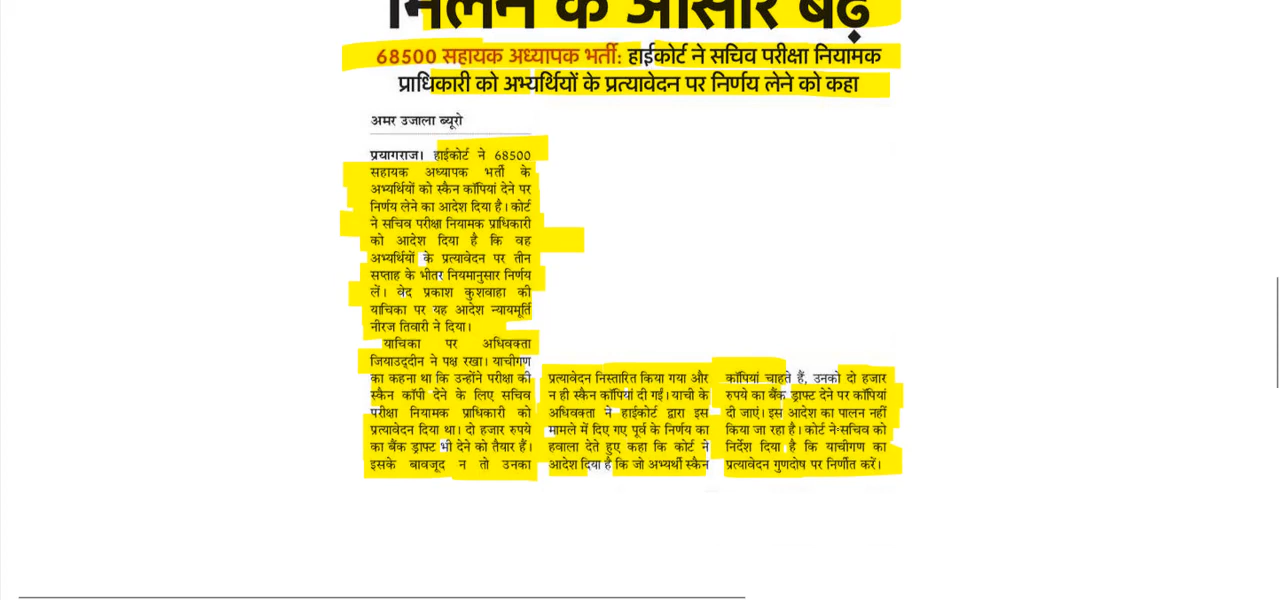 मिलने के आसार बढ़े
68500 सहायक अध्यापक भर्ती: हाईकोर्ट ने सचिव परीक्षा नियामक
प्राधिकारी को अभ्यर्थियों के प्रत्यावेदन पर निर्णय लेने को कहा
अमर उजाला ब्यूरो
प्रयागराज। हाईकोर्ट ने 68500
सहायक अध्यापक भर्ती के
अभ्यर्थियों को स्कैन कॉपियां देने पर
निर्णय लेने का आदेश दिया है। कोर्ट
ने सचिव परीक्षा नियामक प्राधिकारी
को आदेश दिया है कि वह
अभ्यर्थियों के प्रत्यावेदन पर तीन
सप्ताह के भीतर नियमानुसार निर्णय
लें। वेद प्रकाश कुशवाहा की
याचिका पर यह आदेश न्यायमूर्ति
नीरज तिवारी ने दिया।
याचिका पर अधिवक्ता
जियाउद्दीन ने पक्ष रखा। याचीगण
का कहना था कि उन्होंने परीक्षा की
स्कैन कॉपी देने के लिए सचिव
परीक्षा नियामक प्राधिकारी को
प्रत्यावेदन दिया था। दो हजार रुपये
का बैंक ड्राफ्ट भी देने को तैयार हैं।
इसके बावजूद न तो उनका
प्रत्यावेदन निस्तारित किया गया और
न ही स्कैन कॉपियां दी गईं। याची के
अधिवक्ता ने हाईकोर्ट द्वारा इस
मामले में दिए गए पूर्व के निर्णय का
हवाला देते हुए कहा कि कोर्ट ने
आदेश दिया है कि जो अभ्यर्थी स्कैन
कॉपियां चाहते हैं, उनको दो हजार
रुपये का बैंक ड्राफ्ट देने पर कॉपियां
दी जाएं। इस आदेश का पालन नहीं
किया जा रहा है। कोर्ट ने सचिव को
निर्देश दिया है कि याचीगण का
प्रत्यावेदन गुणदोष पर निर्णीत करें।